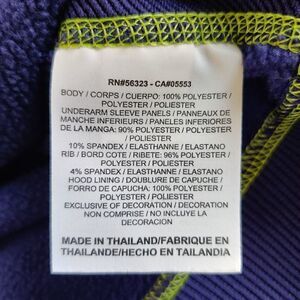 RN#56323 - CA#05553
BODY / CORPS / CUERPO: 100% POLYESTER /
POLYESTER / POLIESTER
UNDERARM SLEEVE PANELS / PANNEAUX DE
MANCHE INFERIEURS / PANELES INFERIORES
DE LA MANGA: 90% POLYESTER / POLYESTER /
POLIESTER
10% SPANDEX / ELASTHANNE / ELASTANO
RIB / BORD COTE / RIBETE: 96% POLYESTER /
POLYESTER / POLIESTER
4% SPANDEX / ELASTHANNE / ELASTANO
HOOD LINING / DOUBLURE DE CAPUCHE /
FORRO DE CAPUCHA: 100% POLYESTER /
POLYESTER / POLIESTER
EXCLUSIVE OF DECORATION / DECORATION
NON COMPRISE / NO INCLUYE LA
DECORACION
MADE IN THAILAND/FABRIQUE EN
THAILANDE/HECHO EN TAILANDIA